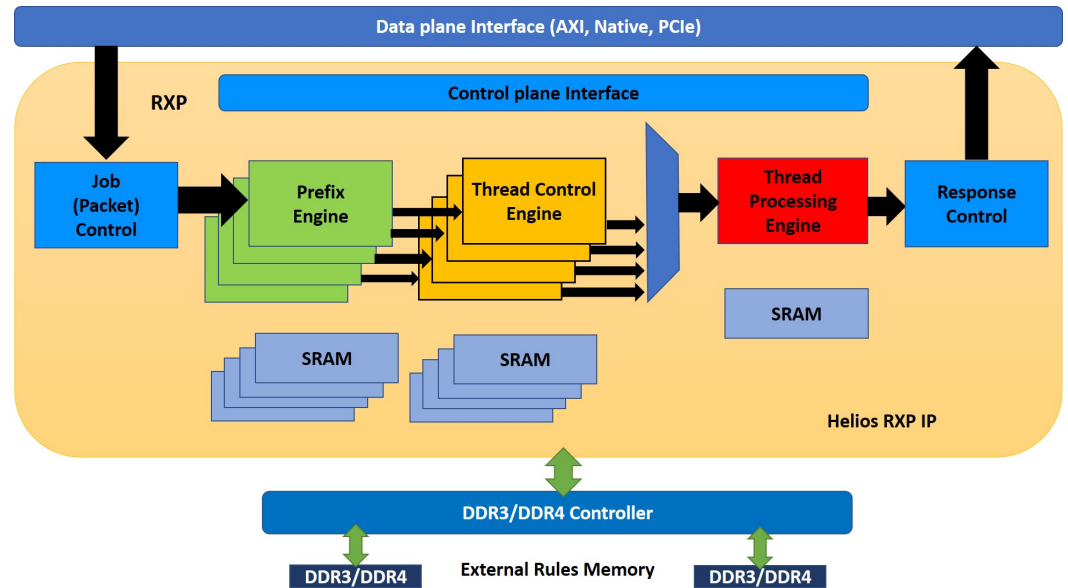 Data plane Interface (AXI, Native, PCIe)
RXP
Control plane Interface
Job
(Packet)
Control
Prefix
Engine
Thread Control
Engine
Thread
Processing
Engine
Response
Control
SRAM
SRAM
SRAM
Helios RXP IP
DDR3/DDR4 Controller
DDR3/DDR4
External Rules Memory
DDR3/DDR4